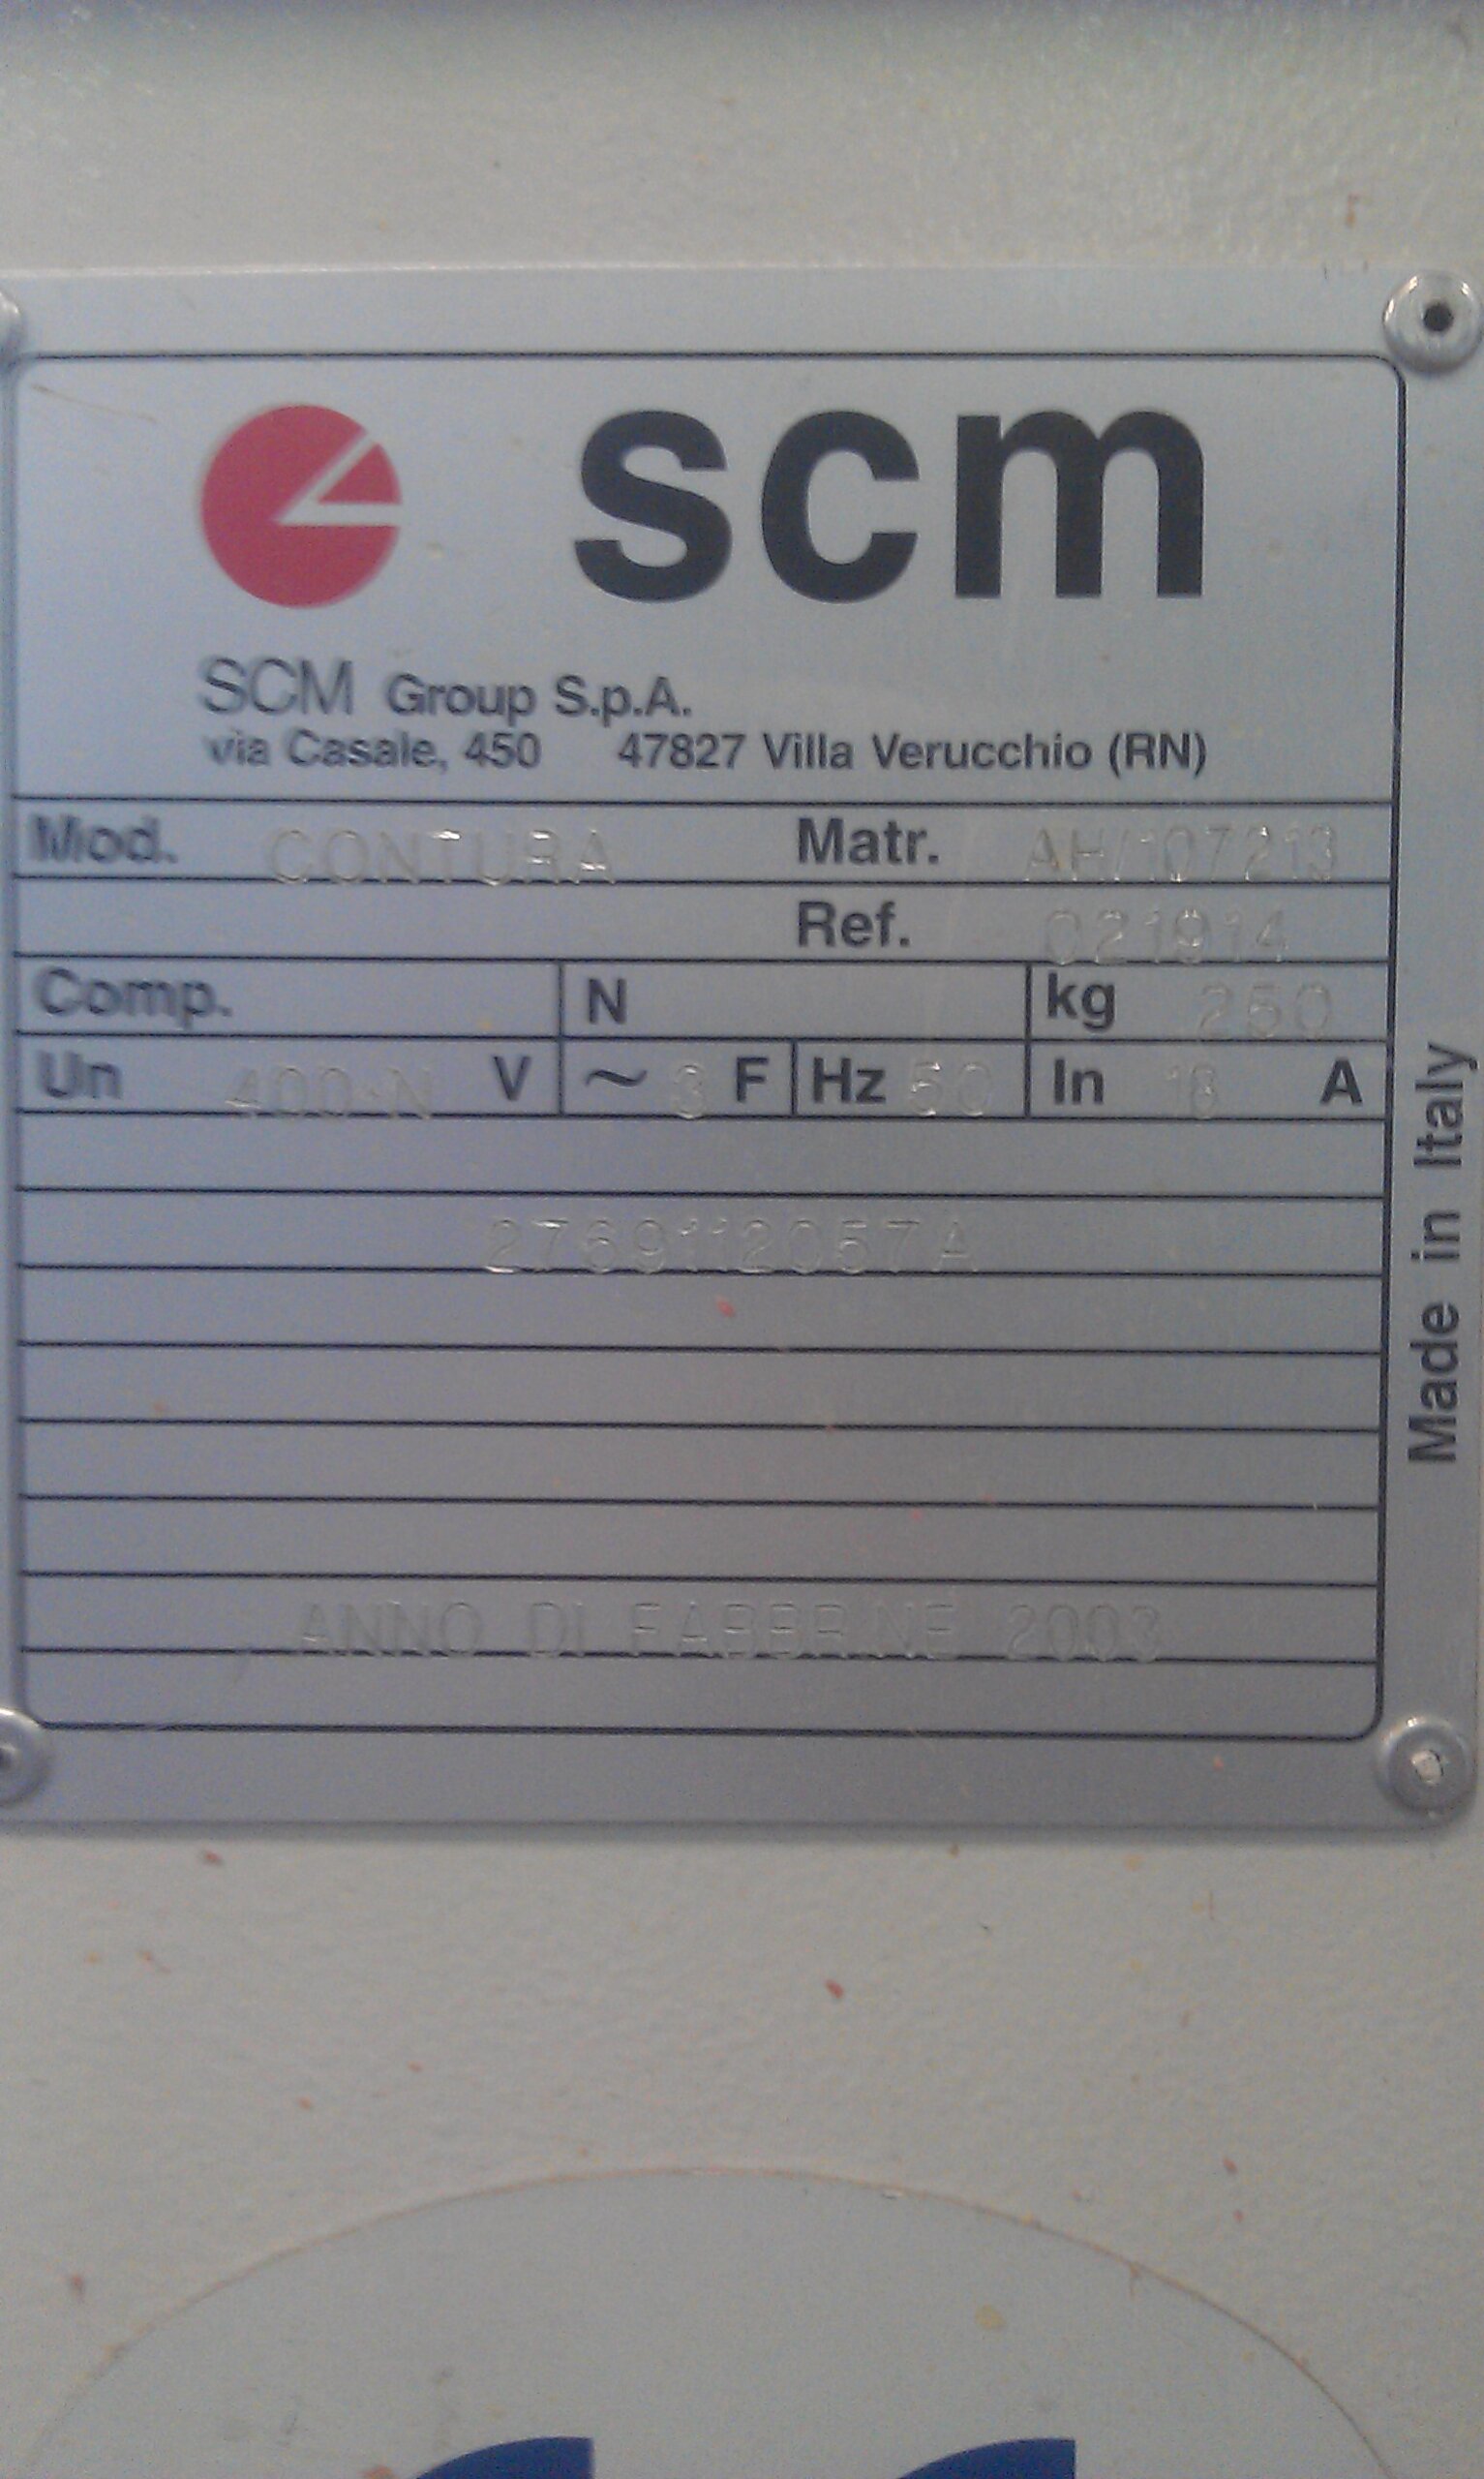 scm
SCM Group S.p.A.
via Casale, 450 47827 Villa Verucchio (RN)
Mod. CONTURA Matr. AH/107213
Ref. 021914
Comp. N kg 250
Un 400-N V ~ 3 F Hz 50 In 18 A
2769112057A
ANNO DI FABBR.NE 2003
Made in Italy